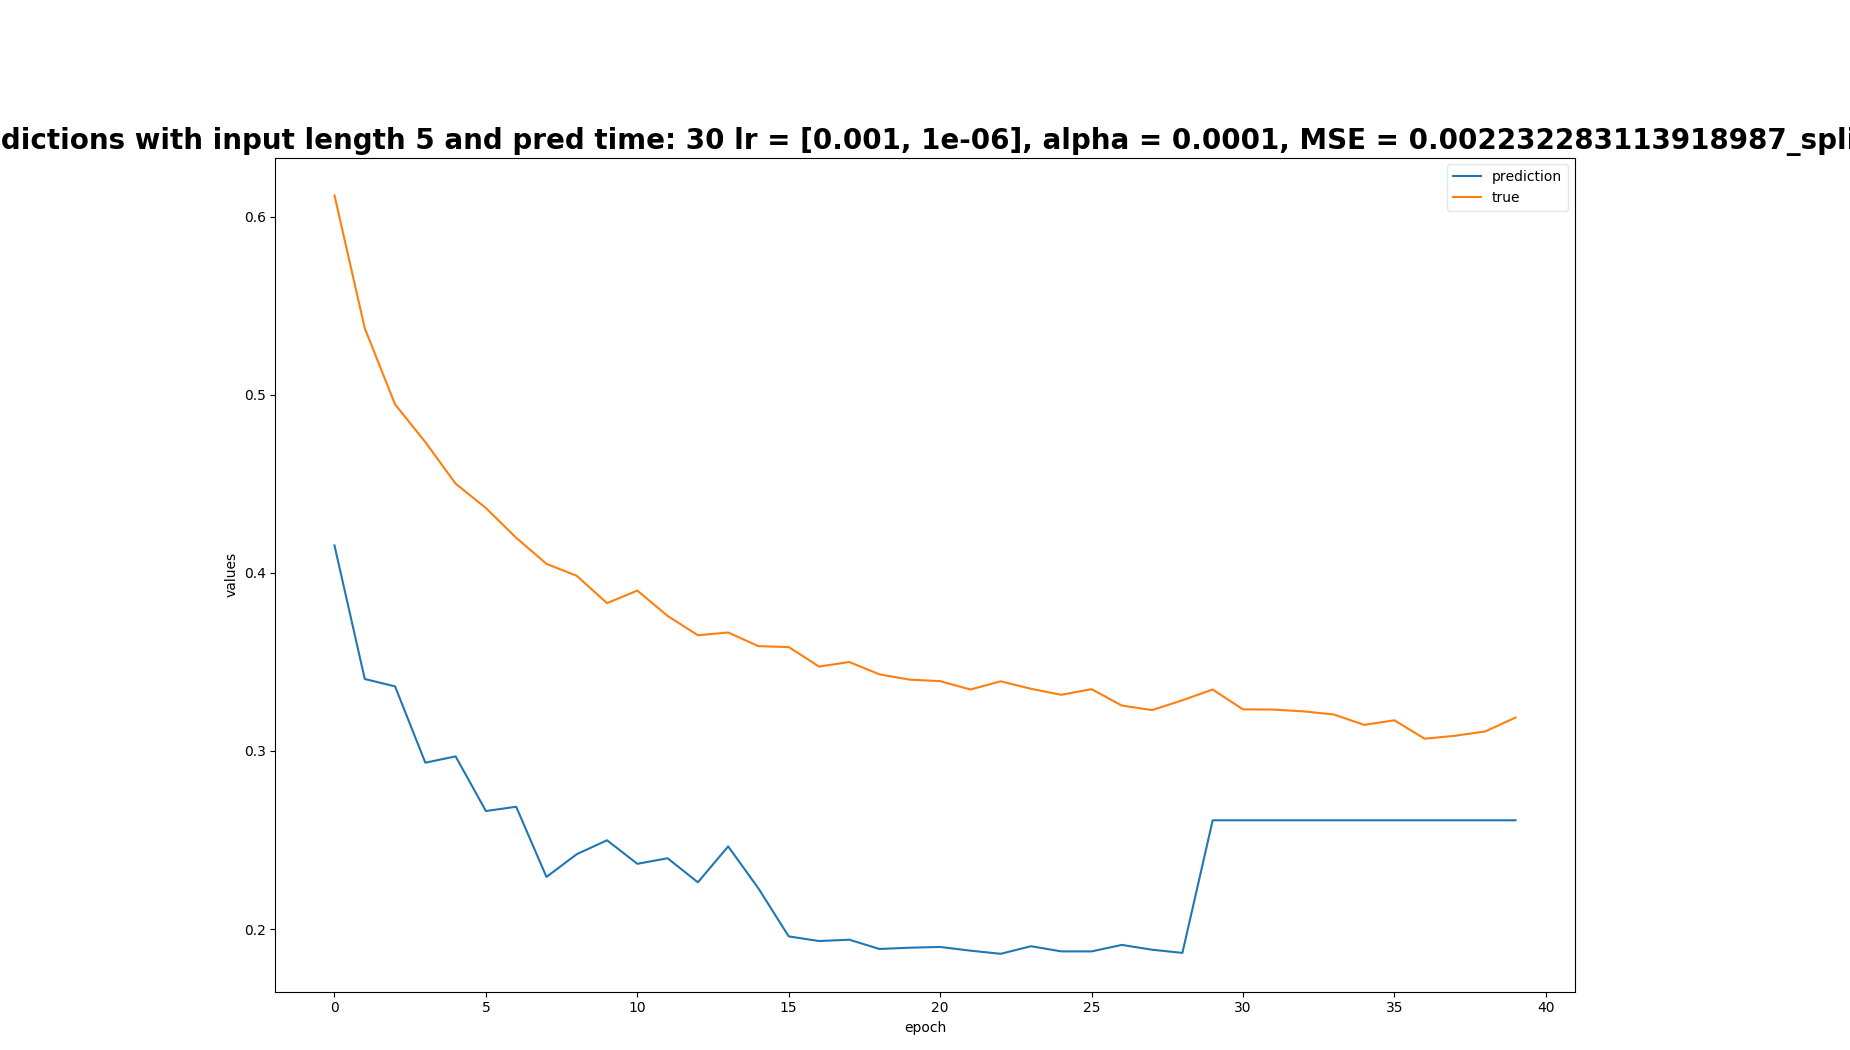 dictions with input length 5 and pred time: 30 lr = [0.001, 1e-06], alpha = 0.0001, MSE = 0.002232283113918987_spli
prediction
true
0.6
0.5
0.4
0.3
0.2
values
0 5 10 15 20 25 30 35 40
epoch